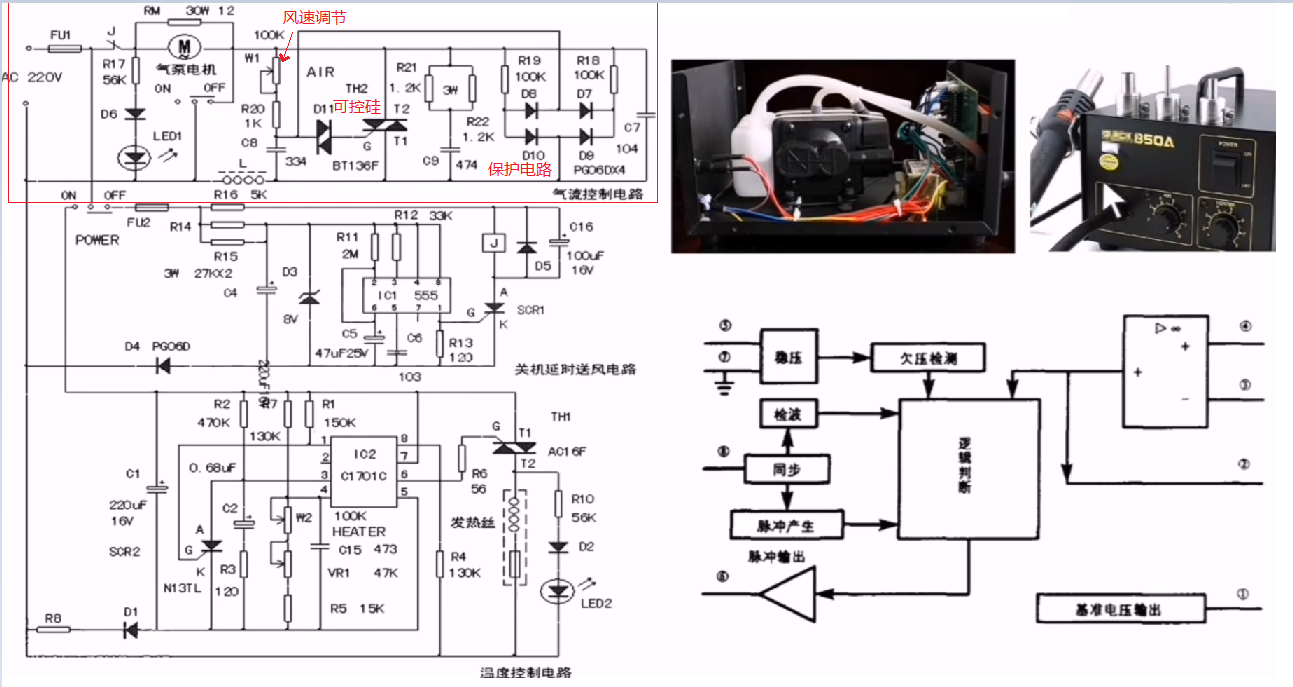 RM 30W 12
风速调节
FU1
J
M
~
100K
W1
R17
56K
气泵电机
AIR
R21
1.2K
3W
R19
100K
R18
100K
AC 220V
ON
OFF
TH2
D6
R20
1K
D11
可控硅
T2
D8
D7
LED1
C8
334
G
T1
R22
1.2K
C7
104
BT136F
C9
474
D10
D9
PG06DX4
保护电路
L
气流控制电路
ON
OFF
R16 5K
FU2
POWER
R14
R12 33K
R15
3W 27KX2
R11
2M
J
C16
100uF
16V
D5
C4
D3
8V
2 3 4 8
IC1 555
6 5 7 1
A
G
SCR1
K
C5
47uF25V
C6
R13
120
D4 PG06D
103
220uF16V
关机延时送风电路
R2
470K
R7
130K
R1
150K
TH1
G
T1
AC16F
T2
1
2
3
4
IC2
C1701C
8
7
6
5
0.68uF
C1
220uF
16V
R6
56
C2
W2
100K
HEATER
发热丝
R10
56K
SCR2
A
G
K
N13TL
C15 473
R3
120
VR1 47K
R4
130K
D2
R5 15K
LED2
R8
D1
温度控制电路
850A
POWER
⑤
⑦
稳压
欠压检测
▷ ∞
+
+
-
④
③
检波
⑧
同步
逻辑判断
②
脉冲产生
脉冲输出
⑥
基准电压输出
①